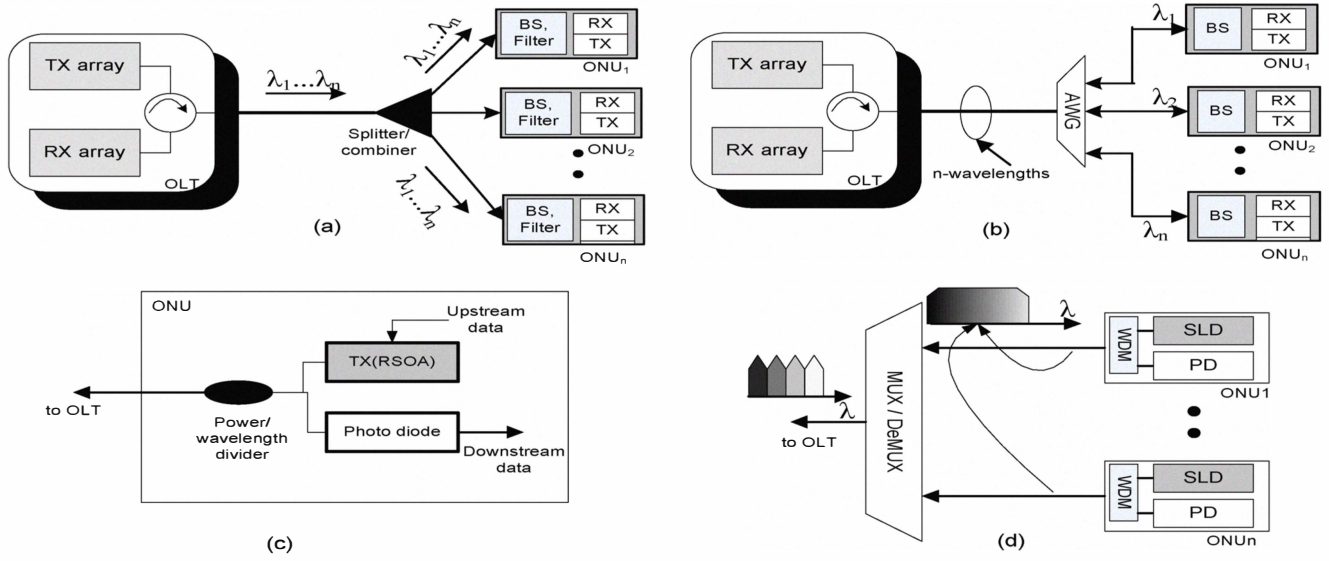 TX array
RX array
OLT
λ1...λn
Splitter/
combiner
λ1...λn
λ1...λn
BS,
Filter
RX
TX
ONU1
BS,
Filter
RX
TX
ONU2
BS,
Filter
RX
TX
ONUn
(a)
TX array
RX array
OLT
n-wavelengths
AWG
λ1
BS
RX
TX
ONU1
λ2
BS
RX
TX
ONU2
λn
BS
RX
TX
ONUn
(b)
ONU
Upstream
data
TX(RSOA)
to OLT
Power/
wavelength
divider
Photo diode
Downstream
data
(c)
λ
to OLT
MUX / DeMUX
λ
WDM
SLD
PD
ONU1
WDM
SLD
PD
ONUn
(d)